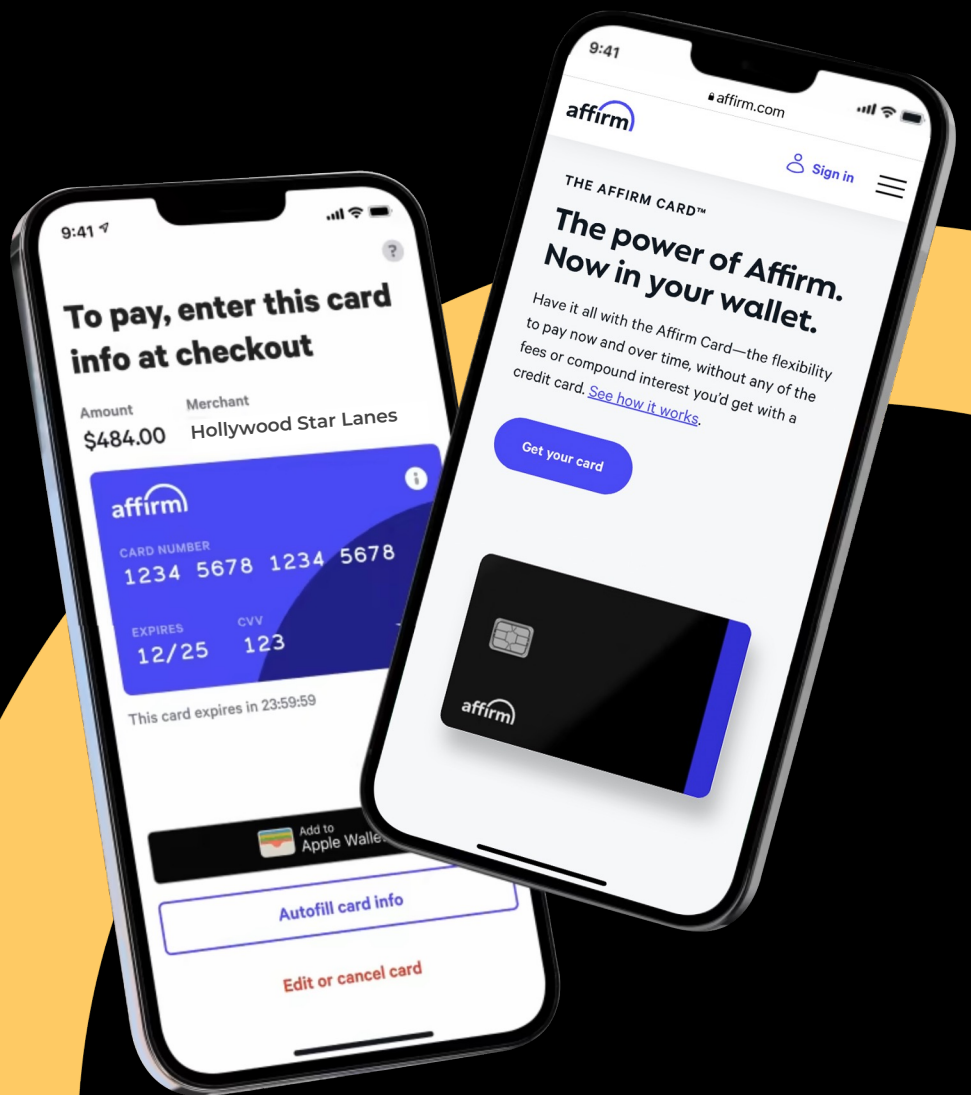 9:41
?
To pay, enter this card
info at checkout
Amount
Merchant
$484.00
Hollywood Star Lanes
affirm
i
CARD NUMBER
1234 5678 1234 5678
EXPIRES
CVV
12/25
123
This card expires in 23:59:59
Add to
Apple Wallet
Autofill card info
Edit or cancel card
9:41
affirm.com
affirm
Sign in
THE AFFIRM CARD™
The power of Affirm.
Now in your wallet.
Have it all with the Affirm Card—the flexibility
to pay now and over time, without any of the
fees or compound interest you’d get with a
credit card. See how it works.
Get your card
affirm